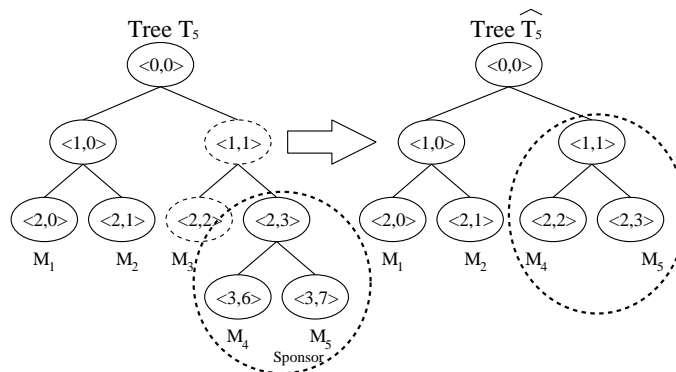 Tree T5 Tree T̂5
<0,0> <0,0>
<1,0> <1,1> <1,0> <1,1>
<2,0> <2,1> <2,2> <2,3> <2,0> <2,1> <2,2> <2,3>
M1 M2 M3 M1 M2 M4 M5
<3,6> <3,7>
M4 M5
Sponsor